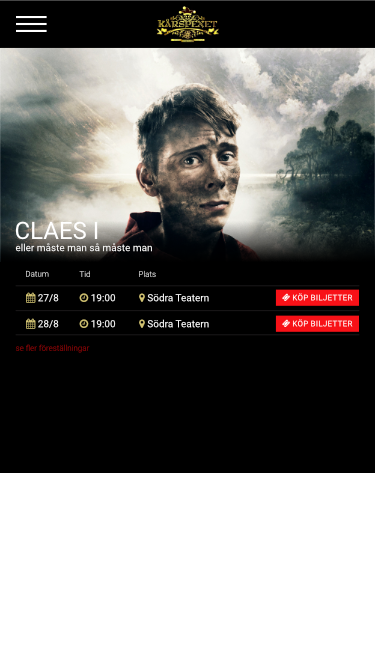 KÅRSPEXET
CLAES I
eller måste man så måste man
Datum Tid Plats
27/8 19:00 Södra Teatern KÖP BILJETTER
28/8 19:00 Södra Teatern KÖP BILJETTER
se fler föreställningar